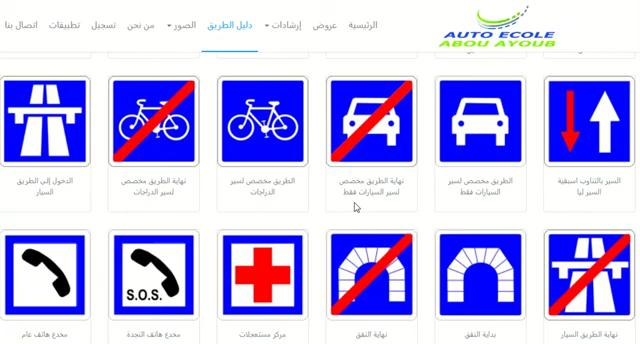 AUTO ECOLE
ABOU AYOUB
الرئيسية
عروض
إرشادات
دليل الطريق
الصور
من نحن
تسجيل
تطبيقات
اتصال بنا
السير بالتناوب اسبقية
السير ليا
الطريق مخصص لسير
السيارات فقط
نهاية الطريق مخصص
لسير السيارات فقط
الطريق مخصص لسير
الدراجات
نهاية الطريق مخصص
لسير الدراجات
الدخول إلى الطريق
السيار
نهاية الطريق السيار
بداية النفق
نهاية النفق
مركز مستعجلات
S.O.S.
مخدع هاتف النجدة
مخدع هاتف عام